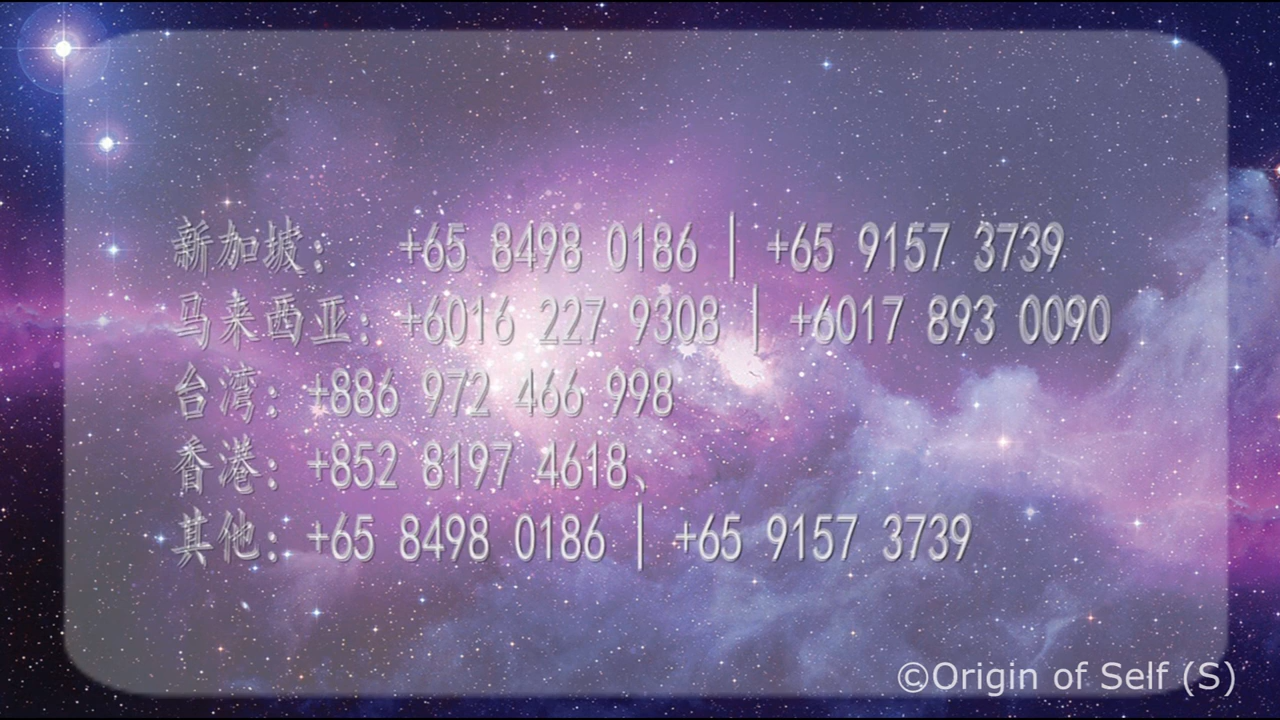 新加坡： +65 8498 0186 | +65 9157 3739
马来西亚：+6016 227 9308 | +6017 893 0090
台湾：+886 972 466 998
香港：+852 8197 4618、
其他：+65 8498 0186 | +65 9157 3739
©Origin of Self (S)